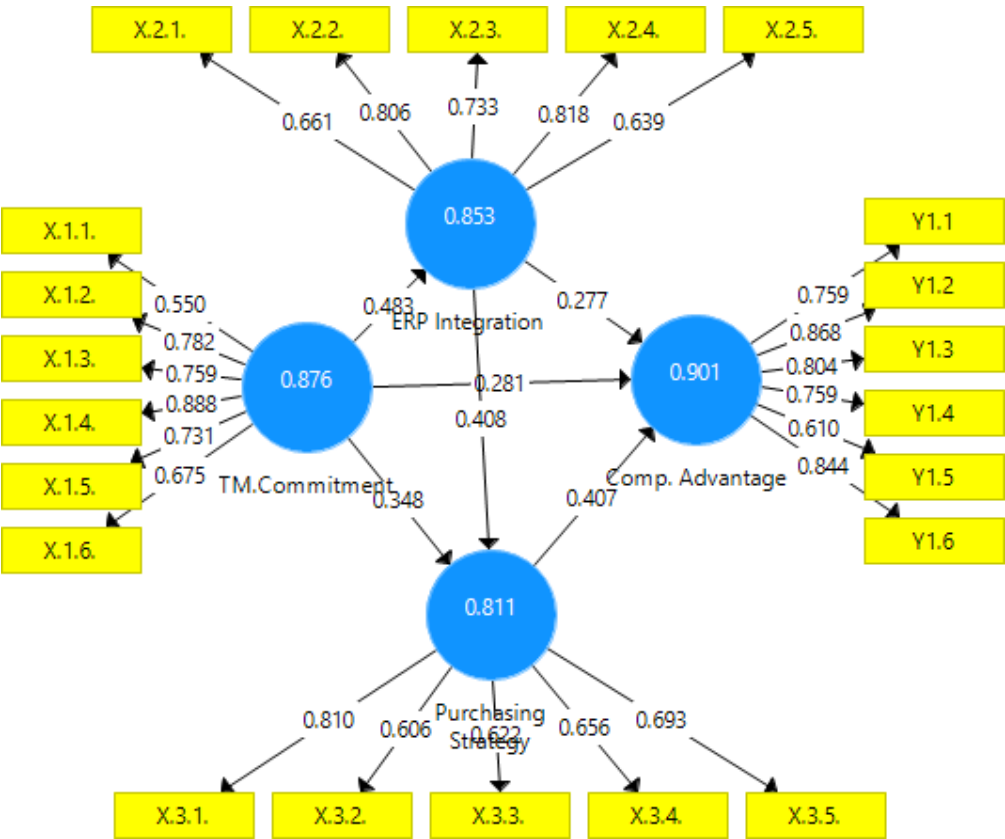 X.2.1.
X.2.2.
X.2.3.
X.2.4.
X.2.5.
0.661
0.806
0.733
0.818
0.639
0.853
ERP Integration
X.1.1.
X.1.2.
X.1.3.
X.1.4.
X.1.5.
X.1.6.
0.550
0.782
0.759
0.888
0.731
0.675
0.876
TM.Commitment
0.483
0.277
0.281
0.408
0.348
0.407
0.901
Comp. Advantage
0.759
0.868
0.804
0.759
0.610
0.844
Y1.1
Y1.2
Y1.3
Y1.4
Y1.5
Y1.6
0.811
Purchasing
Strategy
0.810
0.606
0.622
0.656
0.693
X.3.1.
X.3.2.
X.3.3.
X.3.4.
X.3.5.